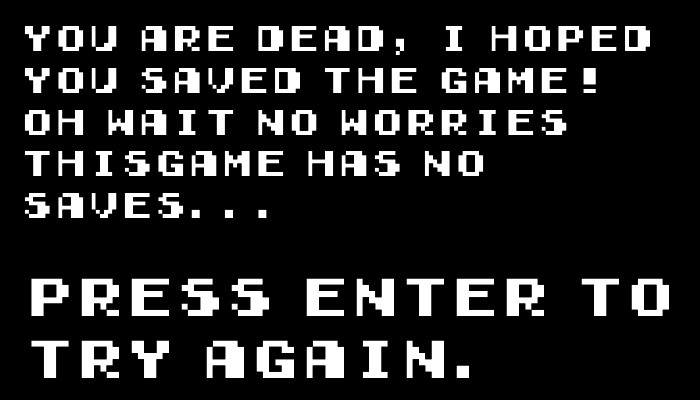 YOU ARE DEAD, I HOPED
YOU SAVED THE GAME!
OH WAIT NO WORRIES
THISGAME HAS NO
SAVES...
PRESS ENTER TO
TRY AGAIN.